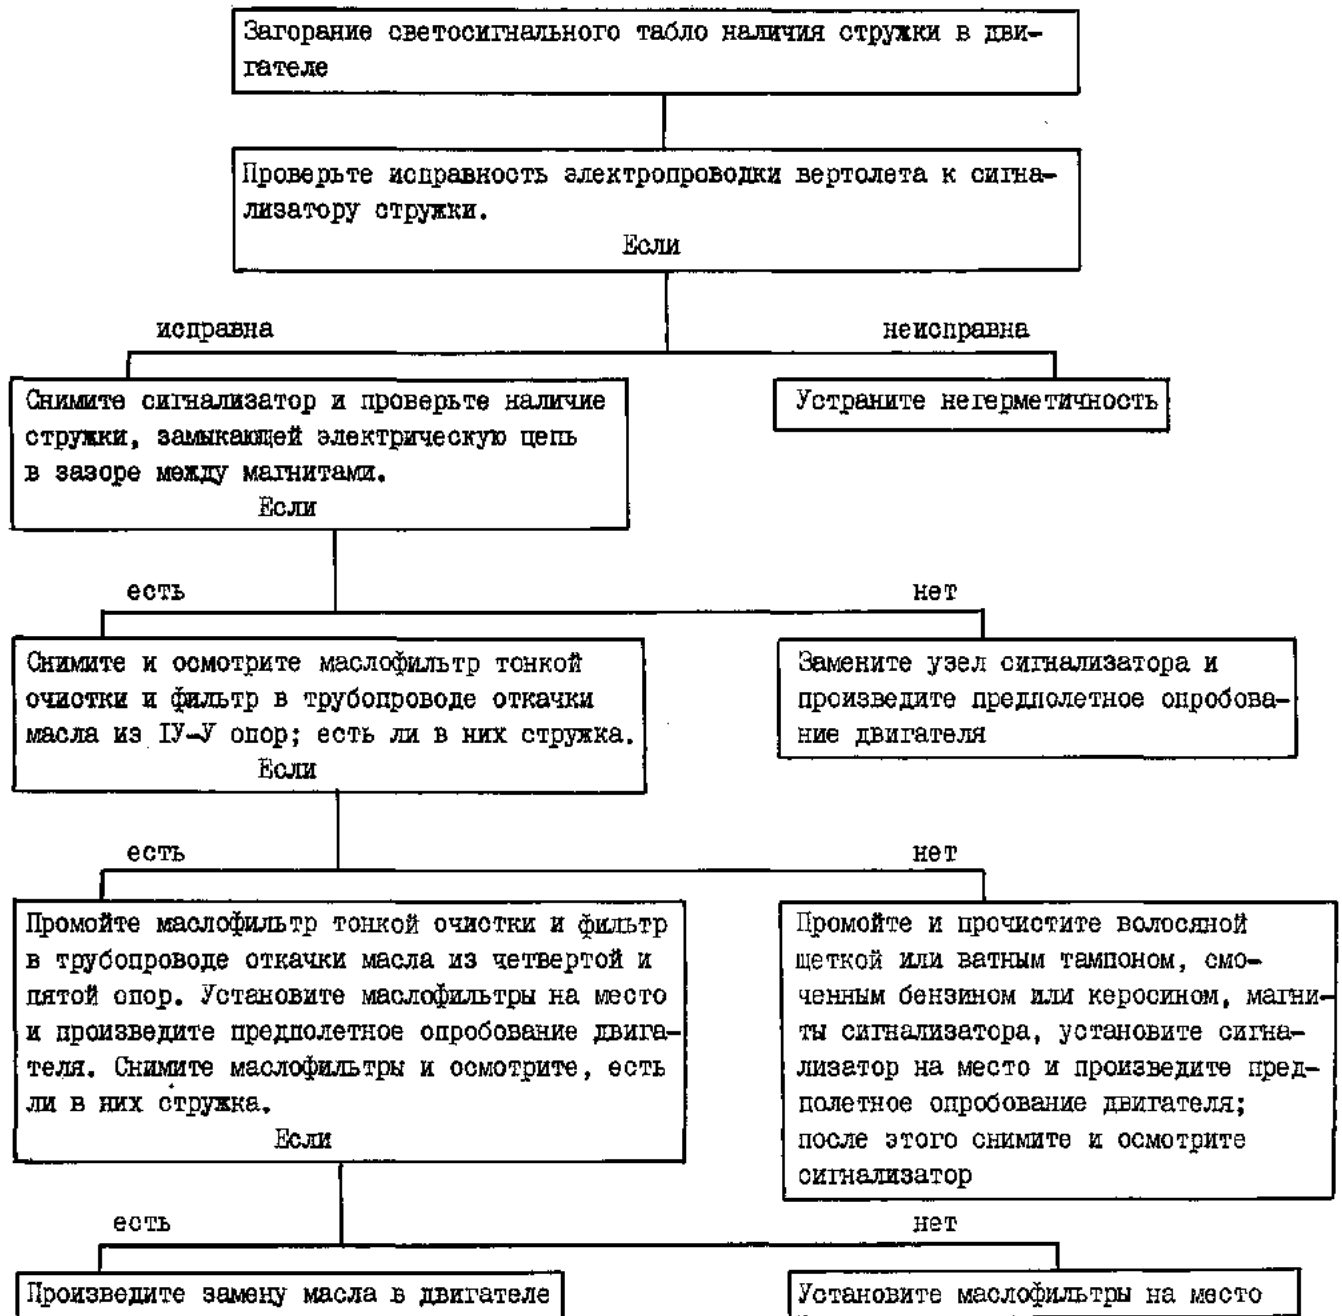 Загорание светосигнального табло наличия стружки в дви-
гателе
Проверьте исправность электропроводки вертолета к сигна-
лизатору стружки.
Если
исправна
неисправна
Снимите сигнализатор и проверьте наличие
стружки, замыкающей электрическую цепь
в зазоре между магнитами.
Если
Устраните негерметичность
есть
нет
Снимите и осмотрите маслофильтр тонкой
очистки и фильтр в трубопроводе откачки
масла из IУ-У опор; есть ли в них стружка.
Если
Замените узел сигнализатора и
произведите предполетное опробова-
ние двигателя
есть
нет
Промойте маслофильтр тонкой очистки и фильтр
в трубопроводе откачки масла из четвертой и
пятой опор. Установите маслофильтры на место
и произведите предполетное опробование двига-
теля. Снимите маслофильтры и осмотрите, есть
ли в них стружка.
Если
Промойте и прочистите волосяной
щеткой или ватным тампоном, смо-
ченным бензином или керосином, магни-
ты сигнализатора, установите сигна-
лизатор на место и произведите пред-
полетное опробование двигателя;
после этого снимите и осмотрите
сигнализатор
есть
нет
Произведите замену масла в двигателе
Установите маслофильтры на место